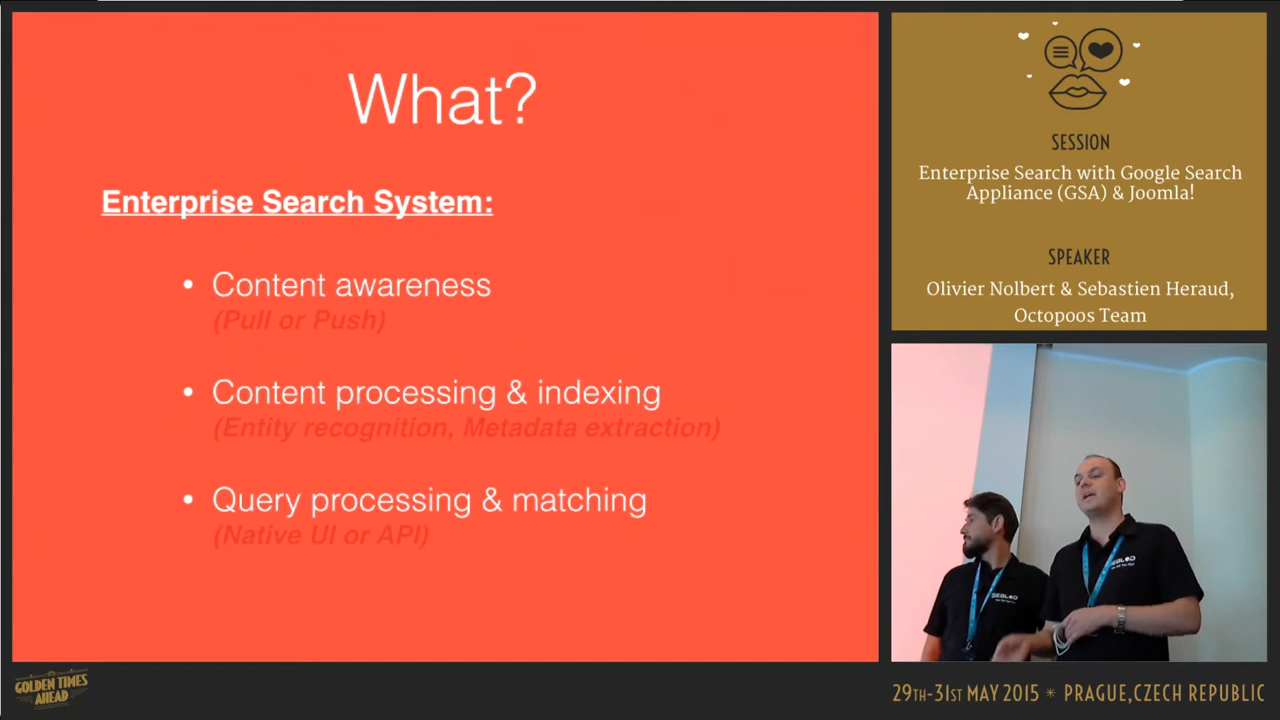 What?
Enterprise Search System:
• Content awareness
(Pull or Push)
• Content processing & indexing
(Entity recognition, Metadata extraction)
• Query processing & matching
(Native UI or API)
SESSION
Enterprise Search with Google Search
Appliance (GSA) & Joomla!
SPEAKER
Olivier Nolbert & Sebastien Heraud,
Octopoos Team
GOLDEN TIMES
AHEAD
29TH-31ST MAY 2015 * PRAGUE, CZECH REPUBLIC